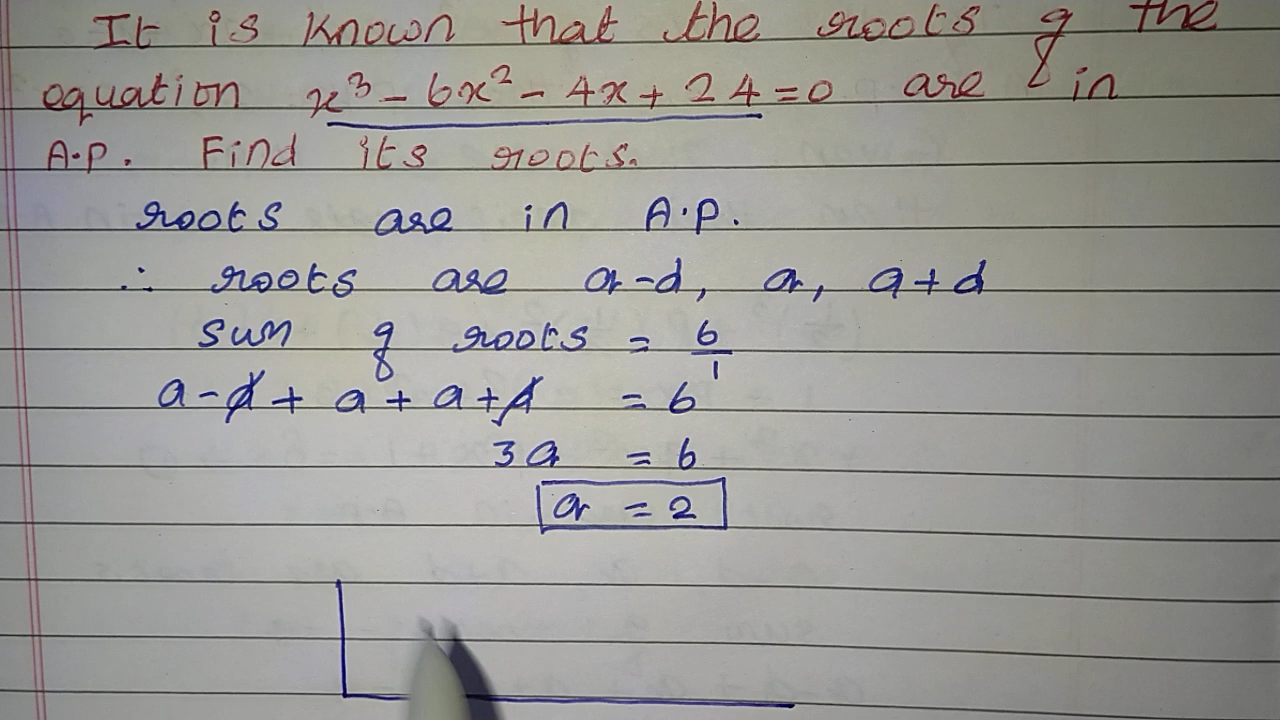 It is known that the roots of the
equation x³ - 6x² - 4x + 24 = 0 are in
A.P. Find its roots.
roots are in A.P.
∴ roots are a-d, a, a+d
sum of roots = 6/1
a - d + a + a + d = 6
3a = 6
a = 2